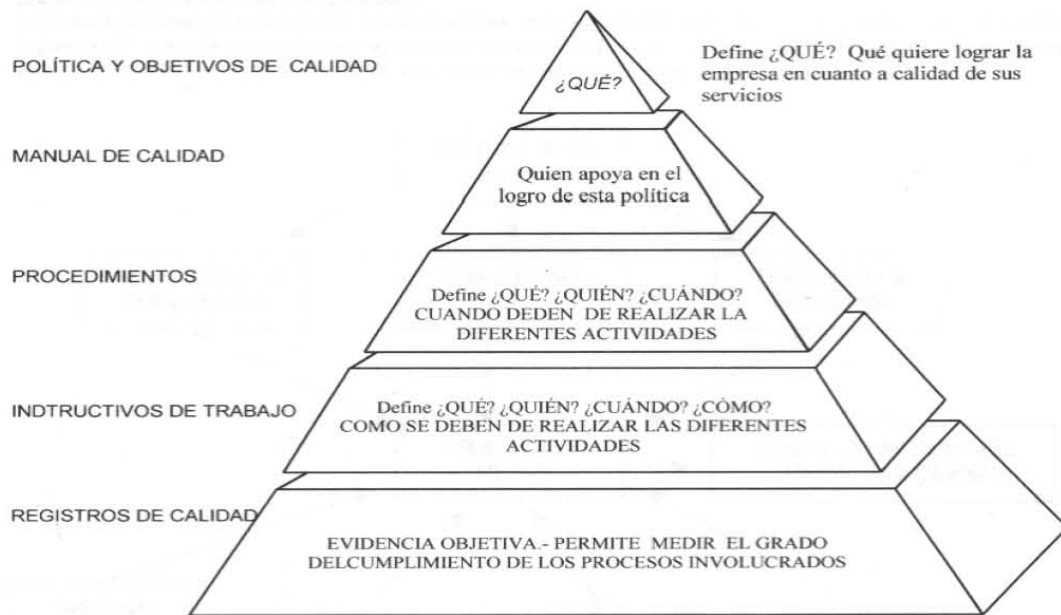 POLÍTICA Y OBJETIVOS DE CALIDAD
¿QUÉ?
Define ¿QUÉ? Qué quiere lograr la
empresa en cuanto a calidad de sus
servicios
MANUAL DE CALIDAD
Quien apoya en el
logro de esta política
PROCEDIMIENTOS
Define ¿QUÉ? ¿QUIÉN? ¿CUÁNDO?
CUANDO DEDEN DE REALIZAR LA
DIFERENTES ACTIVIDADES
INDTRUCTIVOS DE TRABAJO
Define ¿QUÉ? ¿QUIÉN? ¿CUÁNDO? ¿CÓMO?
COMO SE DEBEN DE REALIZAR LAS DIFERENTES
ACTIVIDADES
REGISTROS DE CALIDAD
EVIDENCIA OBJETIVA.- PERMITE MEDIR EL GRADO
DELCUMPLIMIENTO DE LOS PROCESOS INVOLUCRADOS